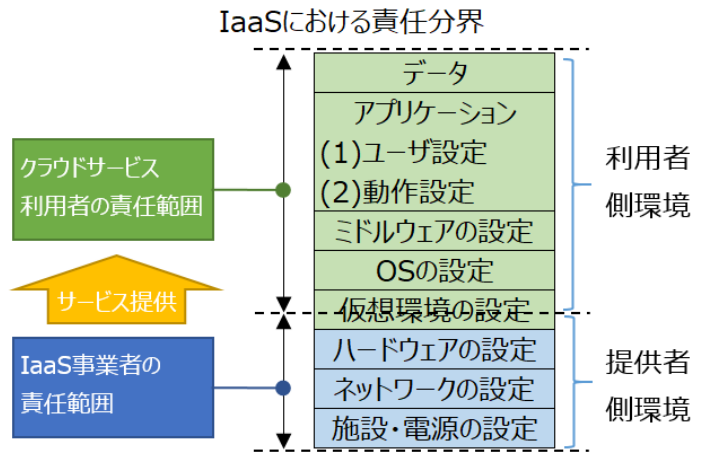 IaaSにおける責任分界
データ
アプリケーション
(1)ユーザ設定
(2)動作設定
ミドルウェアの設定
OSの設定
仮想環境の設定
ハードウェアの設定
ネットワークの設定
施設・電源の設定
クラウドサービス
利用者の責任範囲
サービス提供
IaaS事業者の
責任範囲
利用者
側環境
提供者
側環境